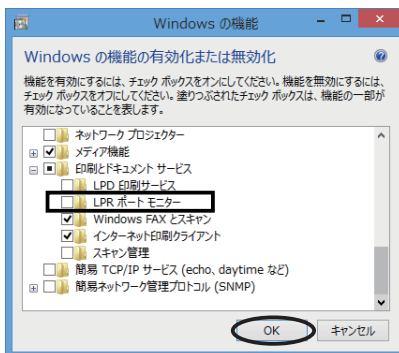 Windows の機能
Windows の機能の有効化または無効化
機能を有効にするには、チェック ボックスをオンにしてください。機能を無効にするには、
チェック ボックスをオフにしてください。塗りつぶされたチェック ボックスは、機能の一部が
有効になっていることを表します。
ネットワーク プロジェクター
メディア機能
印刷とドキュメント サービス
LPD 印刷サービス
LPR ポート モニター
Windows FAX とスキャン
インターネット印刷クライアント
スキャン管理
簡易 TCP/IP サービス (echo、daytime など)
簡易ネットワーク管理プロトコル (SNMP)
OK キャンセル